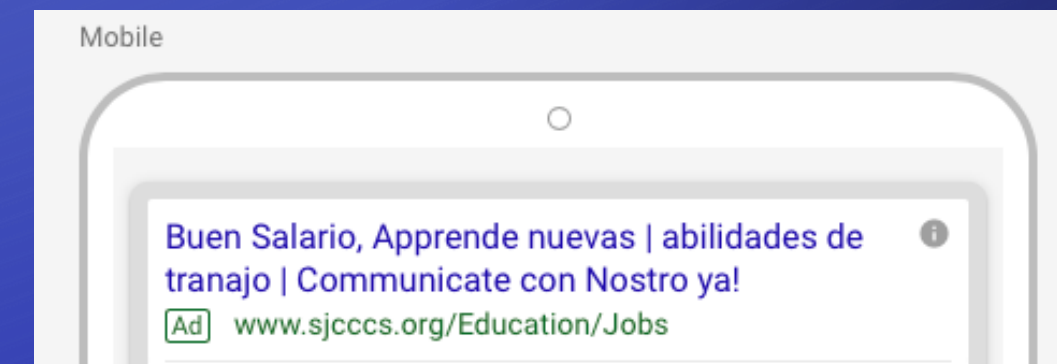 Mobile
Buen Salario, Apprende nuevas | abilidades de
tranajo | Communicate con Nostro ya!
Ad www.sjcccs.org/Education/Jobs